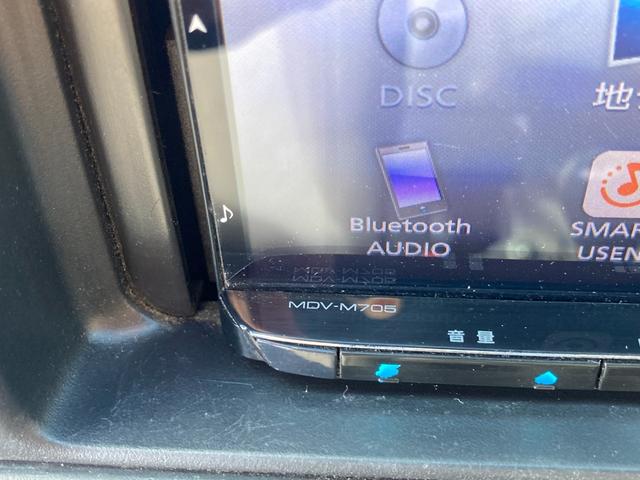 DISC
地
Bluetooth
AUDIO
SMAR
USEN
MDV-M705
音量